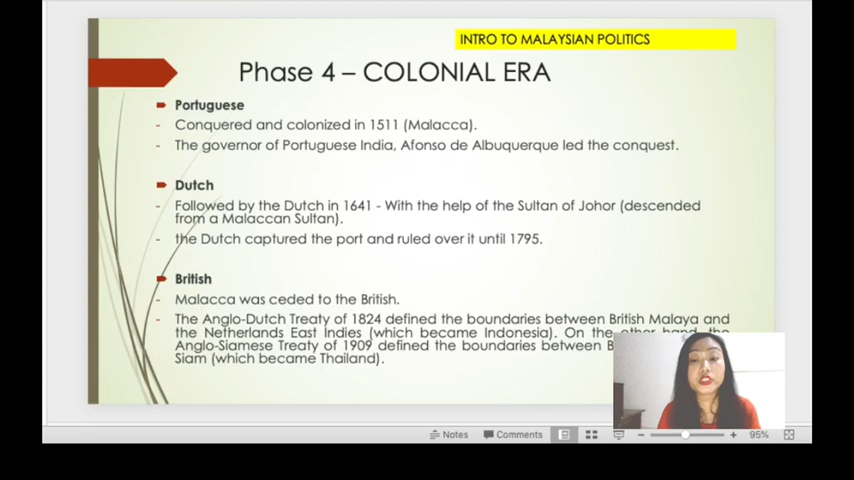 INTRO TO MALAYSIAN POLITICS
Phase 4 – COLONIAL ERA
Portuguese
- Conquered and colonized in 1511 (Malacca).
- The governor of Portuguese India, Afonso de Albuquerque led the conquest.
Dutch
- Followed by the Dutch in 1641 - With the help of the Sultan of Johor (descended
from a Malaccan Sultan).
- the Dutch captured the port and ruled over it until 1795.
British
- Malacca was ceded to the British.
- The Anglo-Dutch Treaty of 1824 defined the boundaries between British Malaya and
the Netherlands East Indies (which became Indonesia). On the other hand, the
Anglo-Siamese Treaty of 1909 defined the boundaries between
Siam (which became Thailand).
Notes Comments 95%